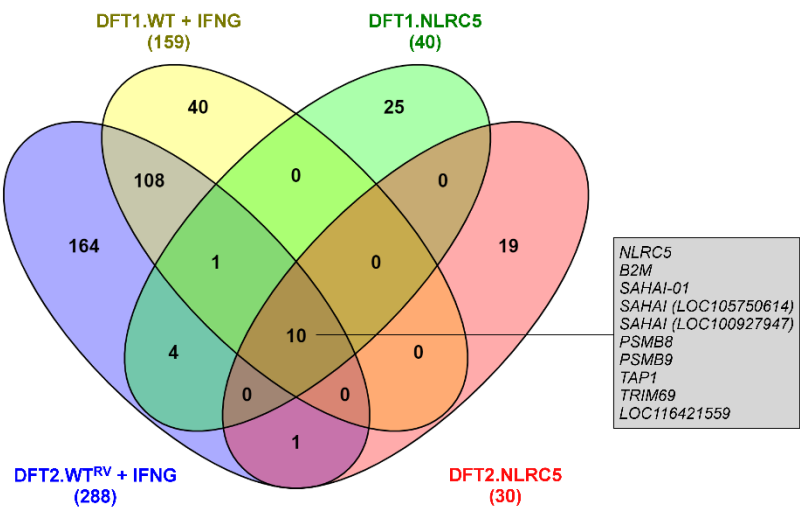 DFT1.WT + IFNG
(159)
DFT1.NLRC5
(40)
40
25
108
0
0
164
1
0
19
10
4
0
0
0
1
NLRC5
B2M
SAHAI-01
SAHAI (LOC105750614)
SAHAI (LOC100927947)
PSMB8
PSMB9
TAP1
TRIM69
LOC116421559
DFT2.WTᴿⱽ + IFNG
(288)
DFT2.NLRC5
(30)